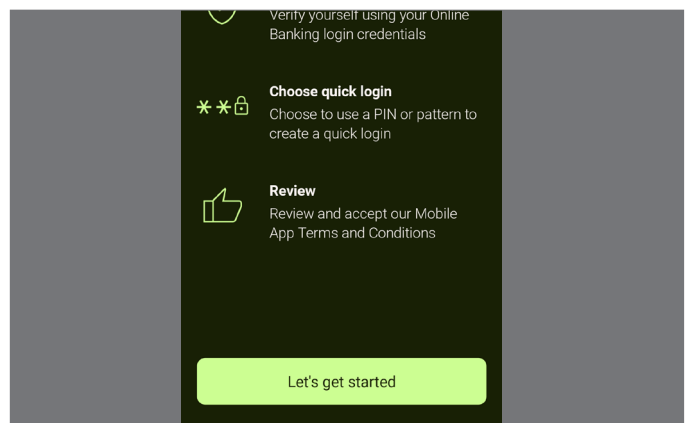 Verify yourself using your Online
Banking login credentials
Choose quick login
Choose to use a PIN or pattern to
create a quick login
Review
Review and accept our Mobile
App Terms and Conditions
Let's get started